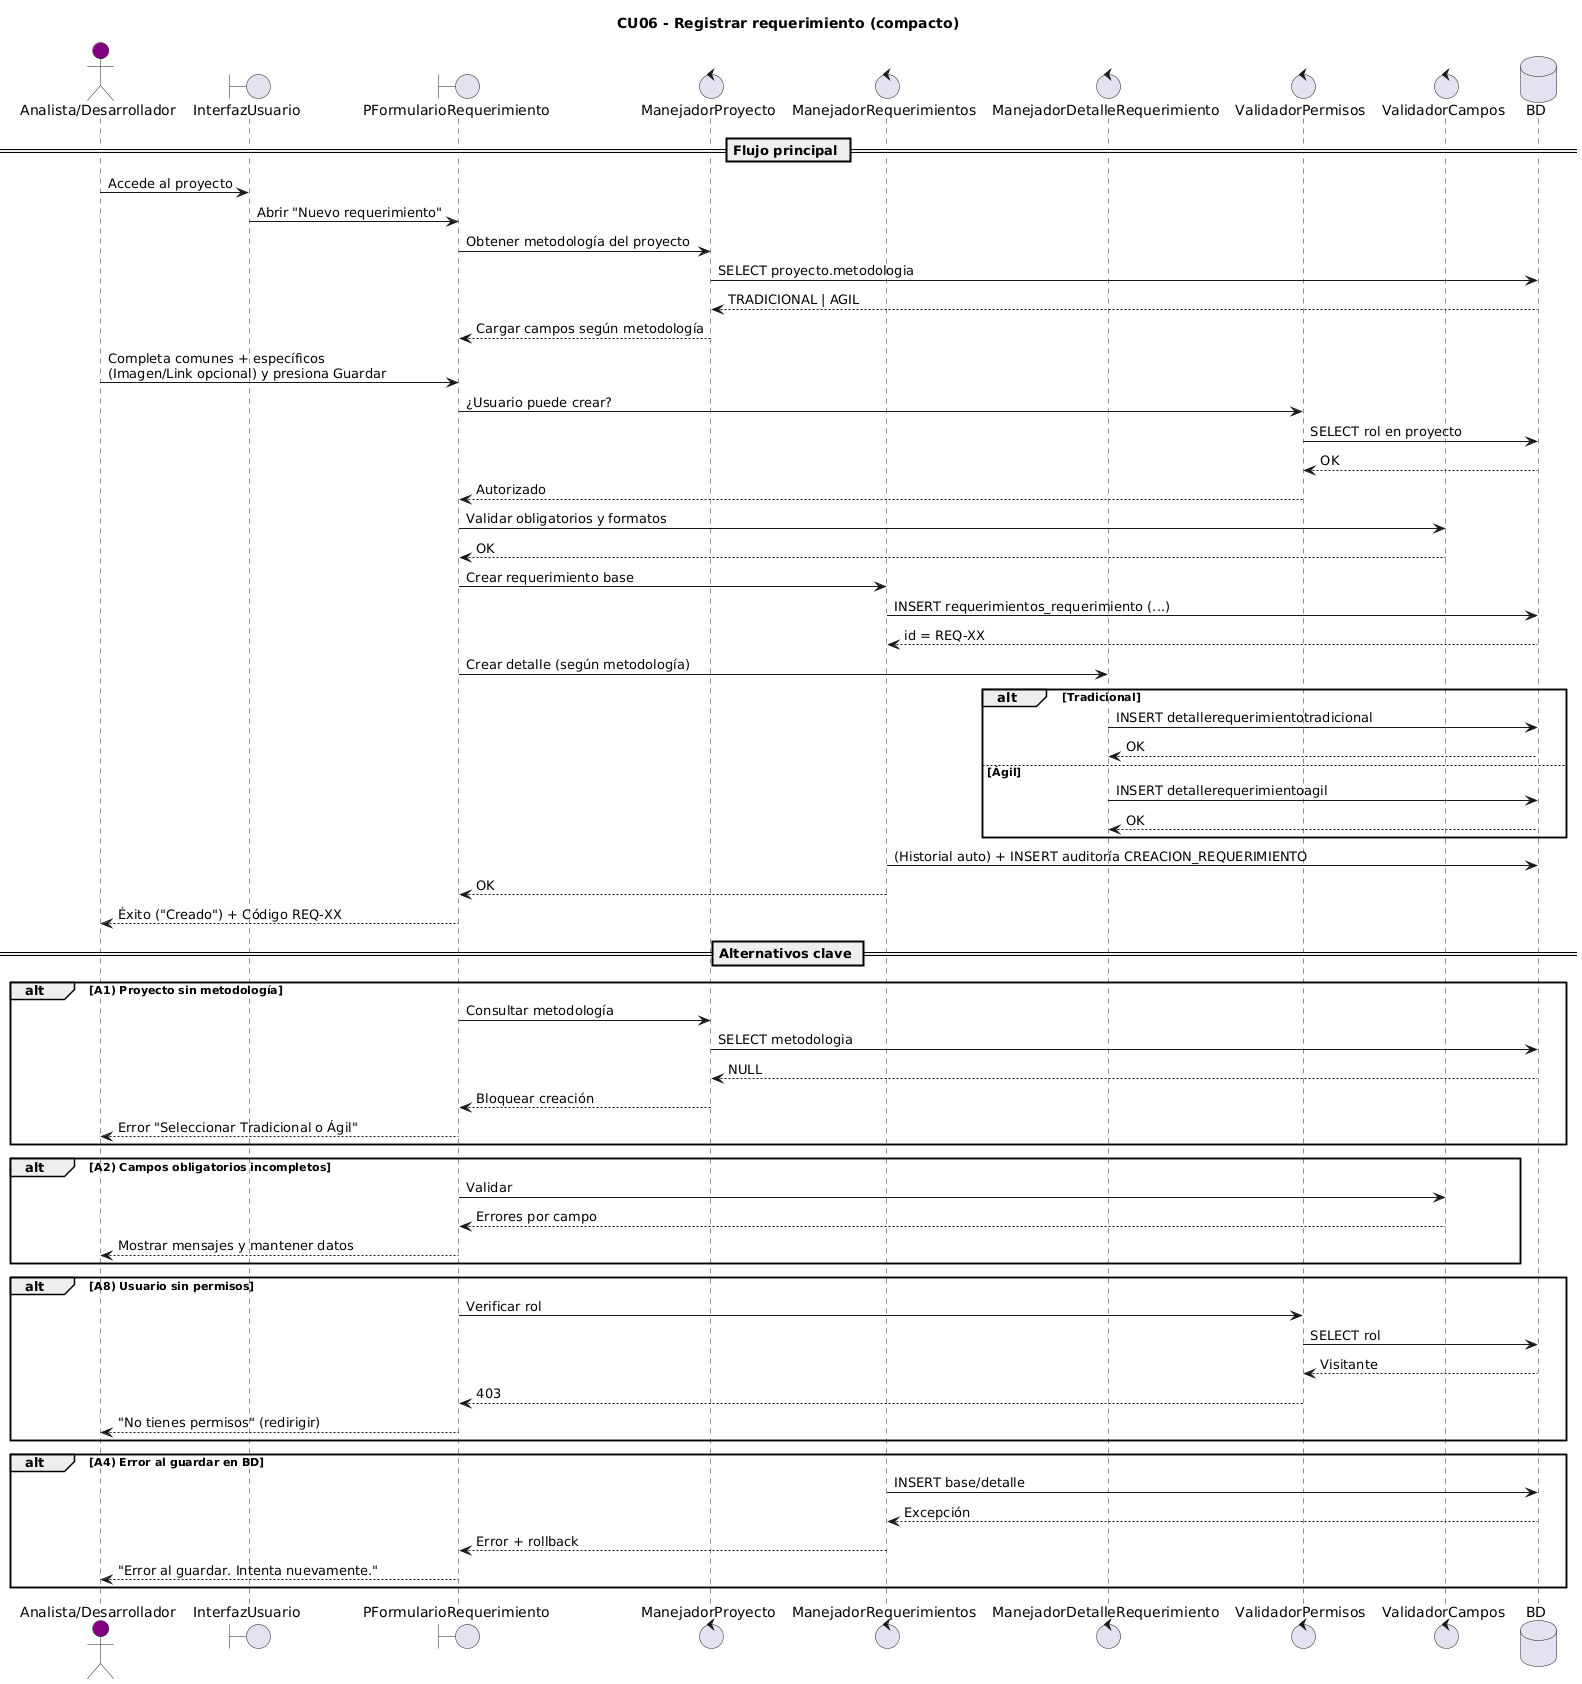 CU06 - Registrar requerimiento (compacto)
Analista/Desarrollador
InterfazUsuario
PFormularioRequerimiento
ManejadorProyecto
ManejadorRequerimientos
ManejadorDetalleRequerimiento
ValidadorPermisos
ValidadorCampos
BD
Flujo principal
Accede al proyecto
Abrir "Nuevo requerimiento"
Obtener metodología del proyecto
SELECT proyecto.metodologia
TRADICIONAL | AGIL
Cargar campos según metodología
Completa comunes + específicos
(Imagen/Link opcional) y presiona Guardar
¿Usuario puede crear?
SELECT rol en proyecto
OK
Autorizado
Validar obligatorios y formatos
OK
Crear requerimiento base
INSERT requerimientos_requerimiento (...)
id = REQ-XX
Crear detalle (según metodología)
alt [Tradicional]
INSERT detallerequerimientotradicional
OK
[Ágil]
INSERT detallerequerimientoagil
OK
(Historial auto) + INSERT auditoría CREACION_REQUERIMIENTO
OK
Éxito ("Creado") + Código REQ-XX
Alternativos clave
alt [A1) Proyecto sin metodología]
Consultar metodología
SELECT metodologia
NULL
Bloquear creación
Error "Seleccionar Tradicional o Ágil"
alt [A2) Campos obligatorios incompletos]
Validar
Errores por campo
Mostrar mensajes y mantener datos
alt [A8) Usuario sin permisos]
Verificar rol
SELECT rol
Visitante
403
"No tienes permisos" (redirigir)
alt [A4) Error al guardar en BD]
INSERT base/detalle
Excepción
Error + rollback
"Error al guardar. Intenta nuevamente."
Analista/Desarrollador
InterfazUsuario
PFormularioRequerimiento
ManejadorProyecto
ManejadorRequerimientos
ManejadorDetalleRequerimiento
ValidadorPermisos
ValidadorCampos
BD